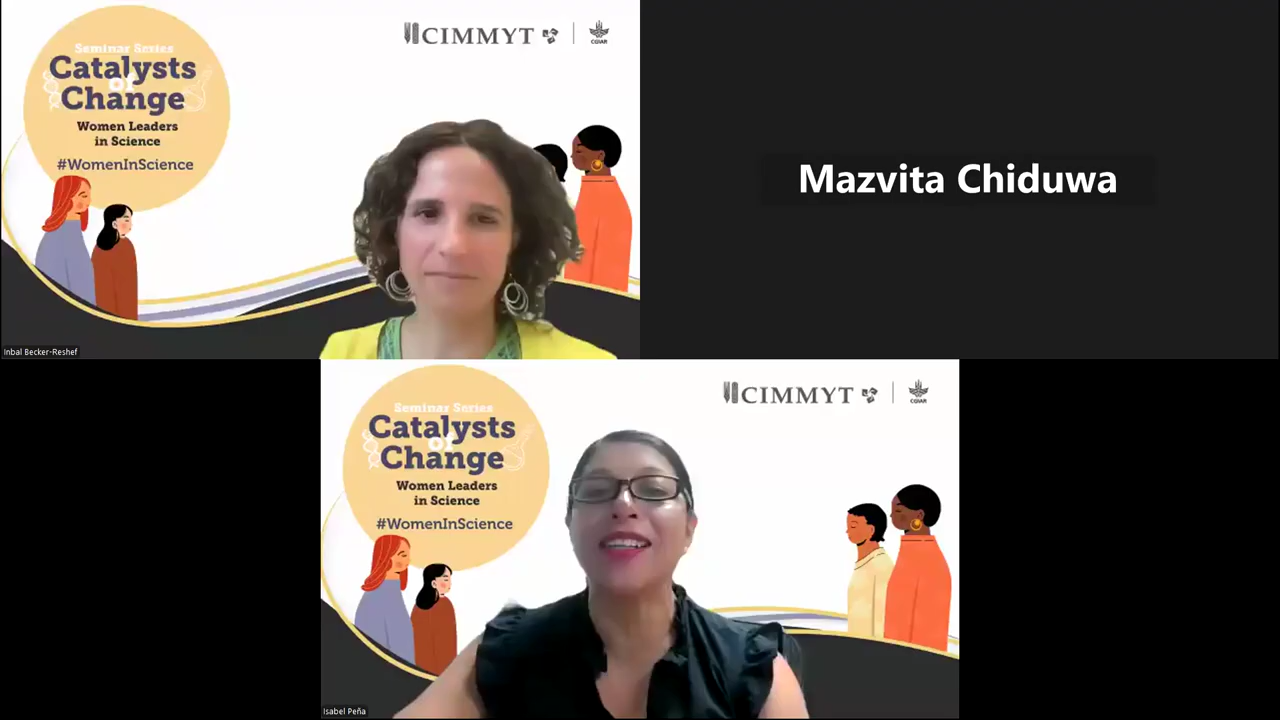 Seminar Series
Catalysts
of
Change
Women Leaders
in Science
#WomenInScience
CIMMYT
CGIAR
Inbal Becker-Reshef
Mazvita Chiduwa
Seminar Series
Catalysts
of
Change
Women Leaders
in Science
#WomenInScience
CIMMYT
CGIAR
Isabel Peña